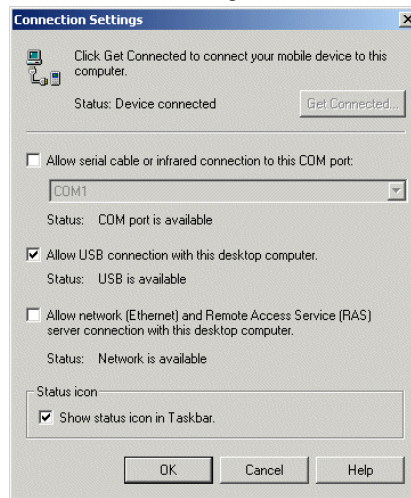 Connection Settings
Click Get Connected to connect your mobile device to this
computer.
Status: Device connected
Get Connected...
Allow serial cable or infrared connection to this COM port:
COM1
Status: COM port is available
Allow USB connection with this desktop computer.
Status: USB is available
Allow network (Ethernet) and Remote Access Service (RAS)
server connection with this desktop computer.
Status: Network is available
Status icon
Show status icon in Taskbar.
OK Cancel Help